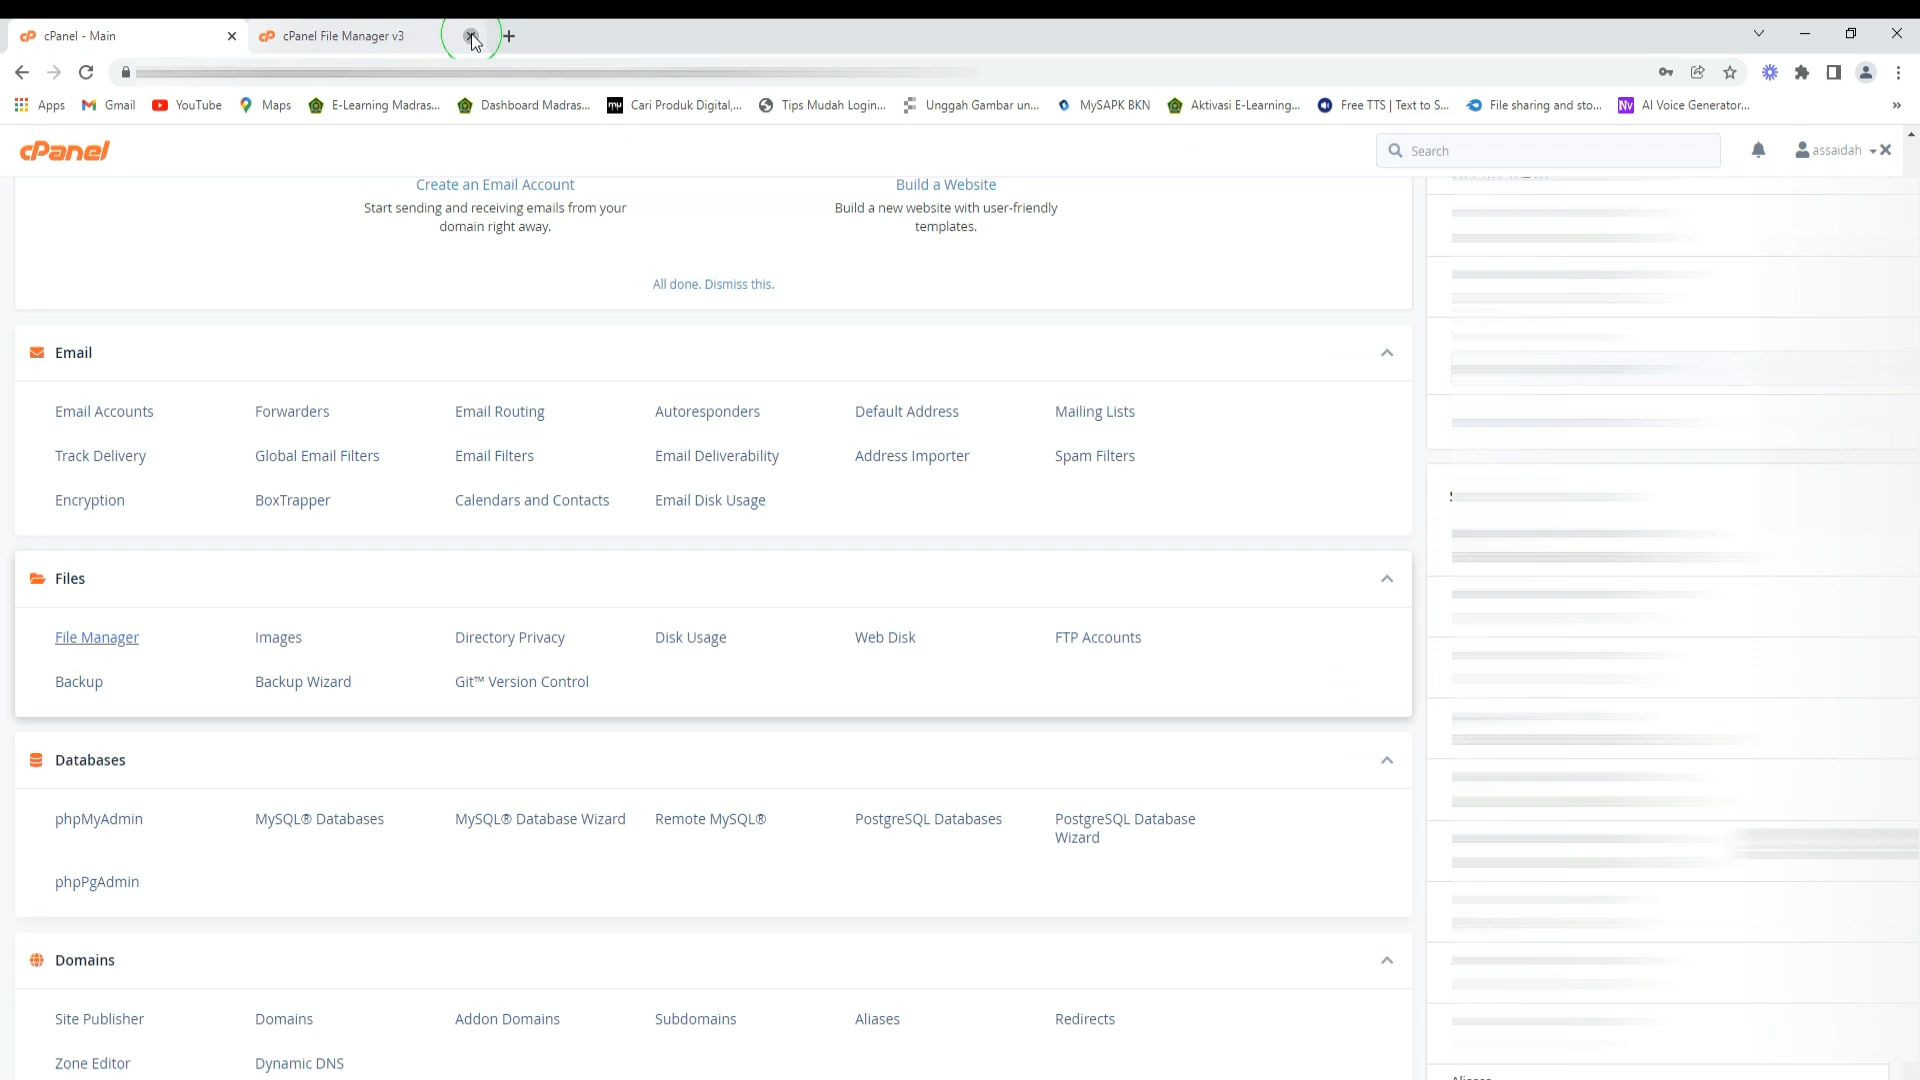 cPanel - Main
cPanel File Manager v3
Apps
Gmail
YouTube
Maps
E-Learning Madras...
Dashboard Madras...
Cari Produk Digital,...
Tips Mudah Login...
Unggah Gambar un...
MySAPK BKN
Aktivasi E-Learning...
Free TTS | Text to S...
File sharing and sto...
Nv
AI Voice Generator...
cPanel
Search
assaidah
Create an Email Account
Start sending and receiving emails from your
domain right away.
Build a Website
Build a new website with user-friendly
templates.
All done. Dismiss this.
Email
Email Accounts
Forwarders
Email Routing
Autoresponders
Default Address
Mailing Lists
Track Delivery
Global Email Filters
Email Filters
Email Deliverability
Address Importer
Spam Filters
Encryption
BoxTrapper
Calendars and Contacts
Email Disk Usage
Files
File Manager
Images
Directory Privacy
Disk Usage
Web Disk
FTP Accounts
Backup
Backup Wizard
Git™ Version Control
Databases
phpMyAdmin
MySQL® Databases
MySQL® Database Wizard
Remote MySQL®
PostgreSQL Databases
PostgreSQL Database
Wizard
phpPgAdmin
Domains
Site Publisher
Domains
Addon Domains
Subdomains
Aliases
Redirects
Zone Editor
Dynamic DNS